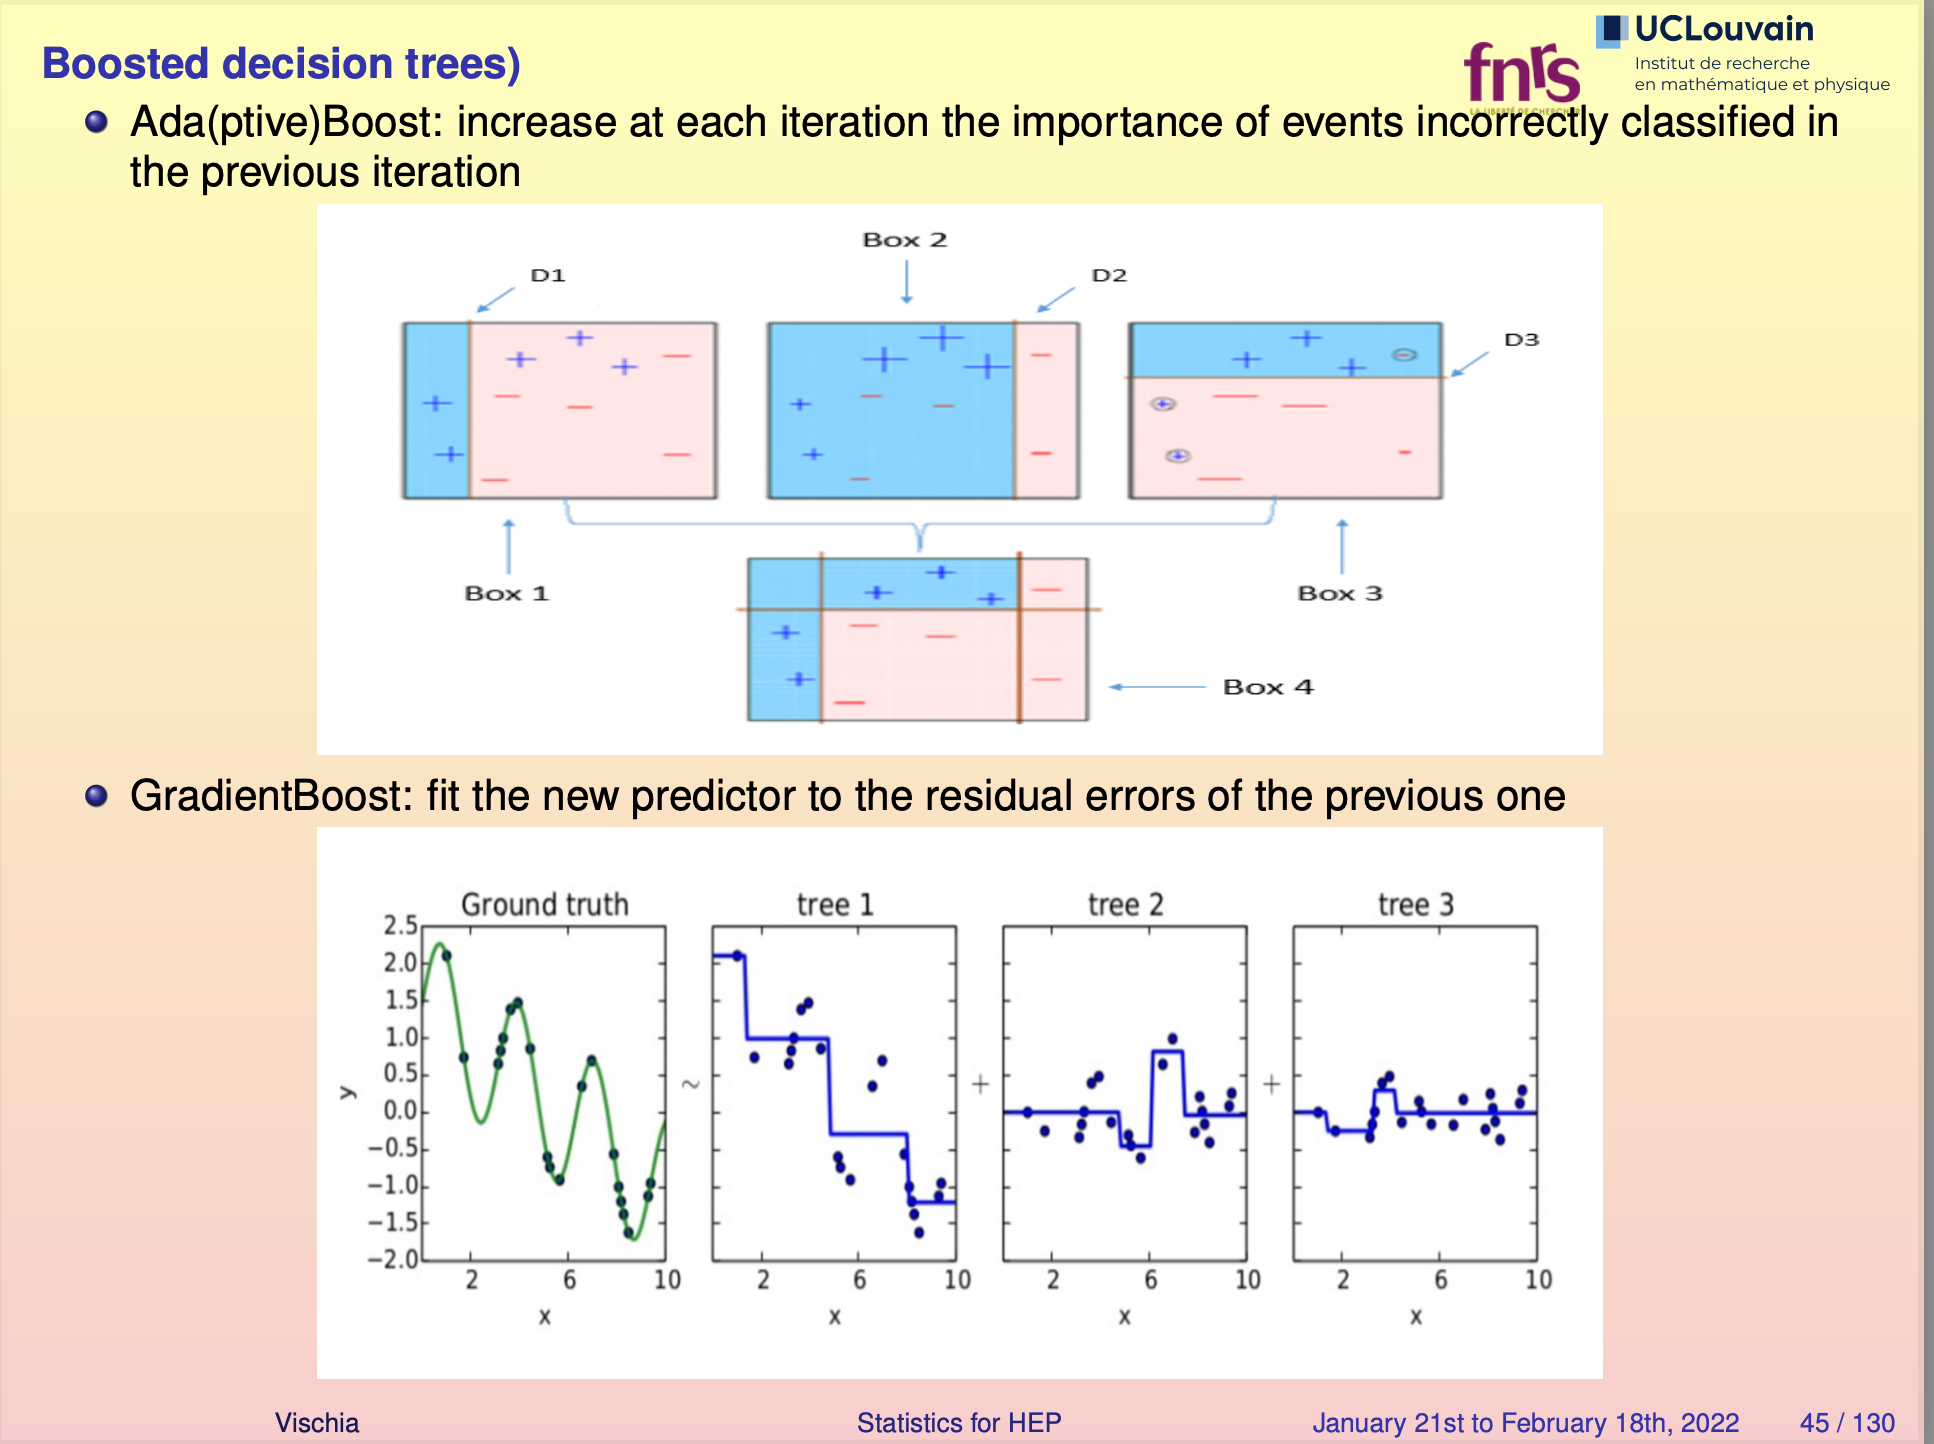 Boosted decision trees)
fnrs
LA LIBERTÉ DE CHERCHER
UCLouvain
Institut de recherche
en mathématique et physique
Ada(ptive)Boost: increase at each iteration the importance of events incorrectly classified in
the previous iteration
Box 2
D1
D2
D3
Box 1
Box 3
Box 4
GradientBoost: fit the new predictor to the residual errors of the previous one
Ground truth
tree 1
tree 2
tree 3
2.5
2.0
1.5
1.0
0.5
0.0
−0.5
−1.0
−1.5
−2.0
y
~
+
+
2 6 10
2 6 10
2 6 10
2 6 10
x
x
x
x
Vischia
Statistics for HEP
January 21st to February 18th, 2022
45 / 130